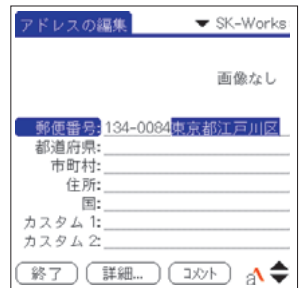 アドレスの編集 SK-Works
画像なし
郵便番号: 134-0084東京都江戸川区
都道府県:
市町村:
住所:
国:
カスタム 1:
カスタム 2:
終了 詳細... コメント a